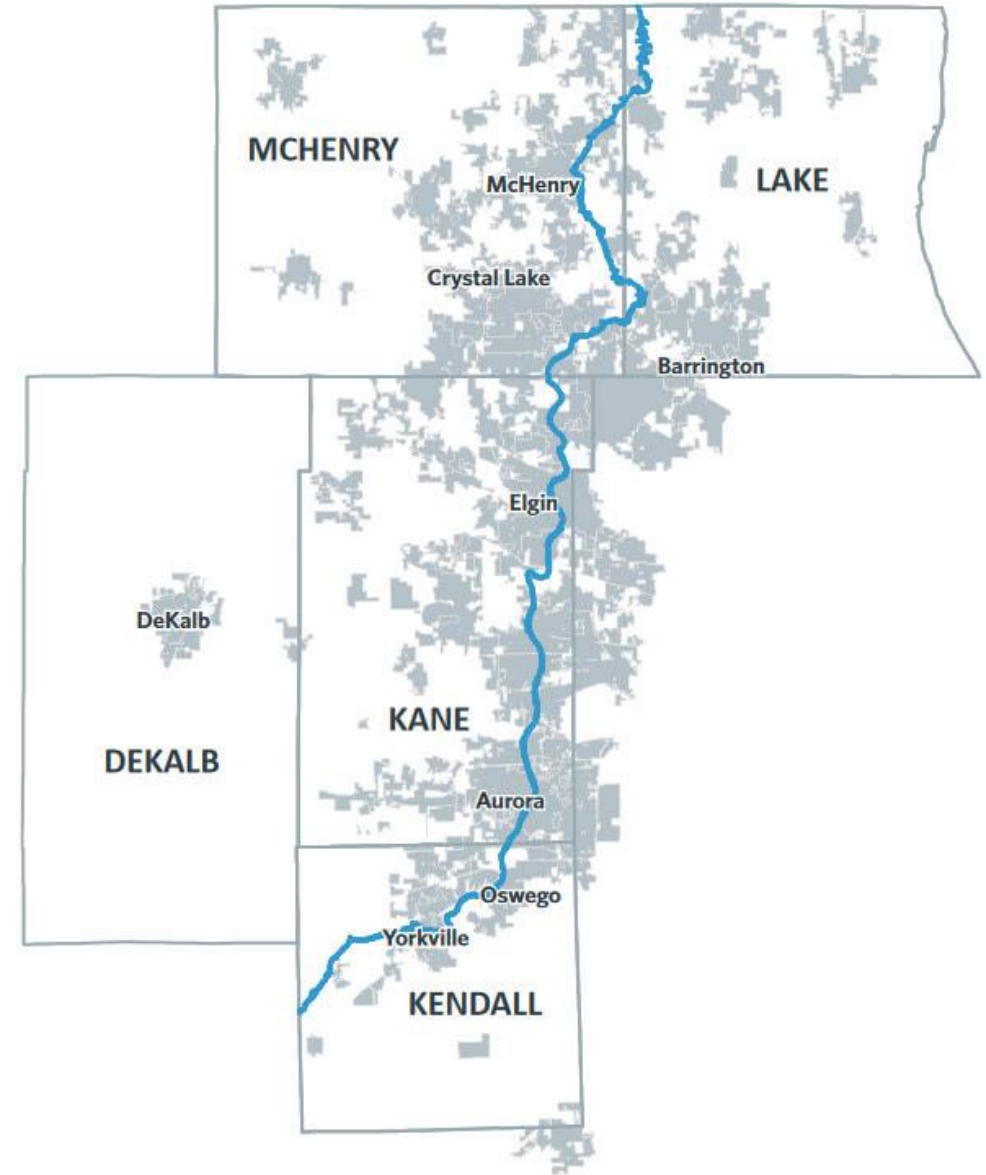 MCHENRY
LAKE
McHenry
Crystal Lake
Barrington
Elgin
DeKalb
KANE
DEKALB
Aurora
Oswego
Yorkville
KENDALL